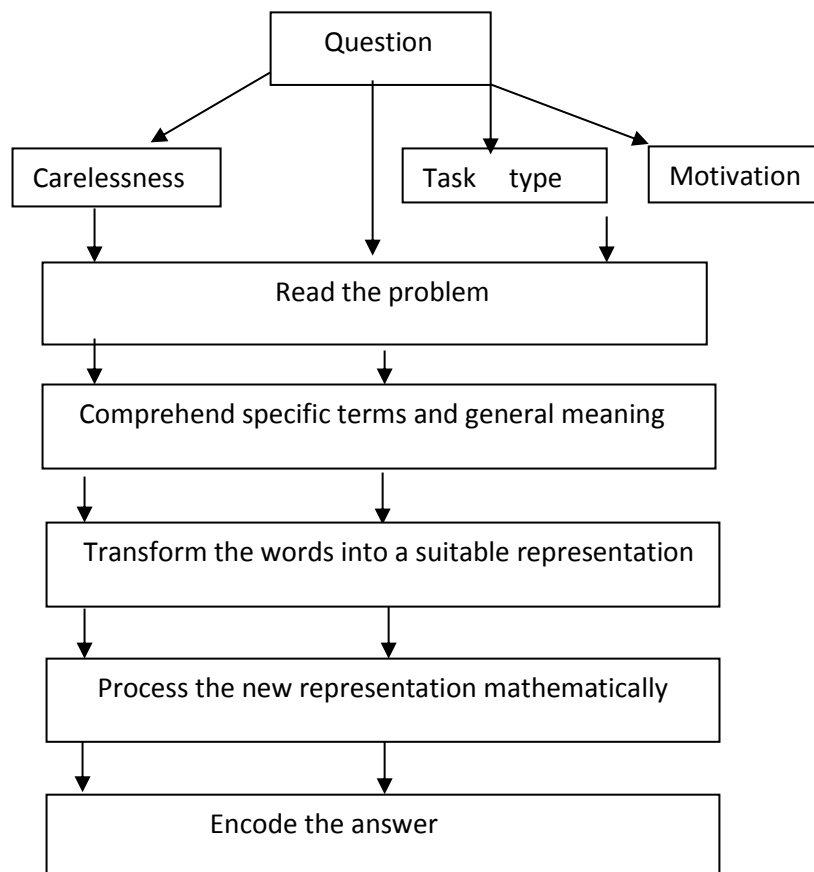 Question
Carelessness
Task type
Motivation
Read the problem
Comprehend specific terms and general meaning
Transform the words into a suitable representation
Process the new representation mathematically
Encode the answer